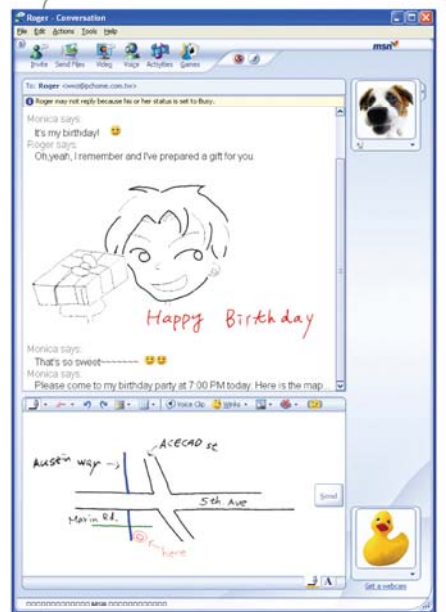 Roger - Conversation
File Edit Actions Tools Help
Invite Send Files Video Voice Activities Games
msn
To: Roger
Roger may not reply because his or her status is set to Busy.
Monica says:
It's my birthday!
Roger says:
Oh,yeah, I remember and I've prepared a gift for you.
Happy Birthday
Monica says:
That's so sweet~~~~~~~
Monica says:
Please come to my birthday party at 7:00 PM today. Here is the map...
Voice Clip Winks
ACECAD st
Austin way
5th Ave
Marin Rd.
here
Send
A
Get a webcam